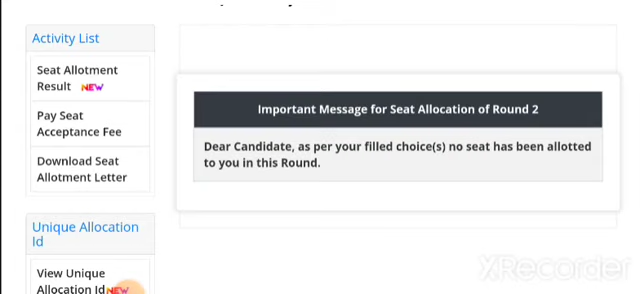 Activity List
Seat Allotment
Result NEW
Pay Seat
Acceptance Fee
Download Seat
Allotment Letter
Unique Allocation
Id
View Unique
Allocation Id NEW
Important Message for Seat Allocation of Round 2
Dear Candidate, as per your filled choice(s) no seat has been allotted
to you in this Round.
XRecorder